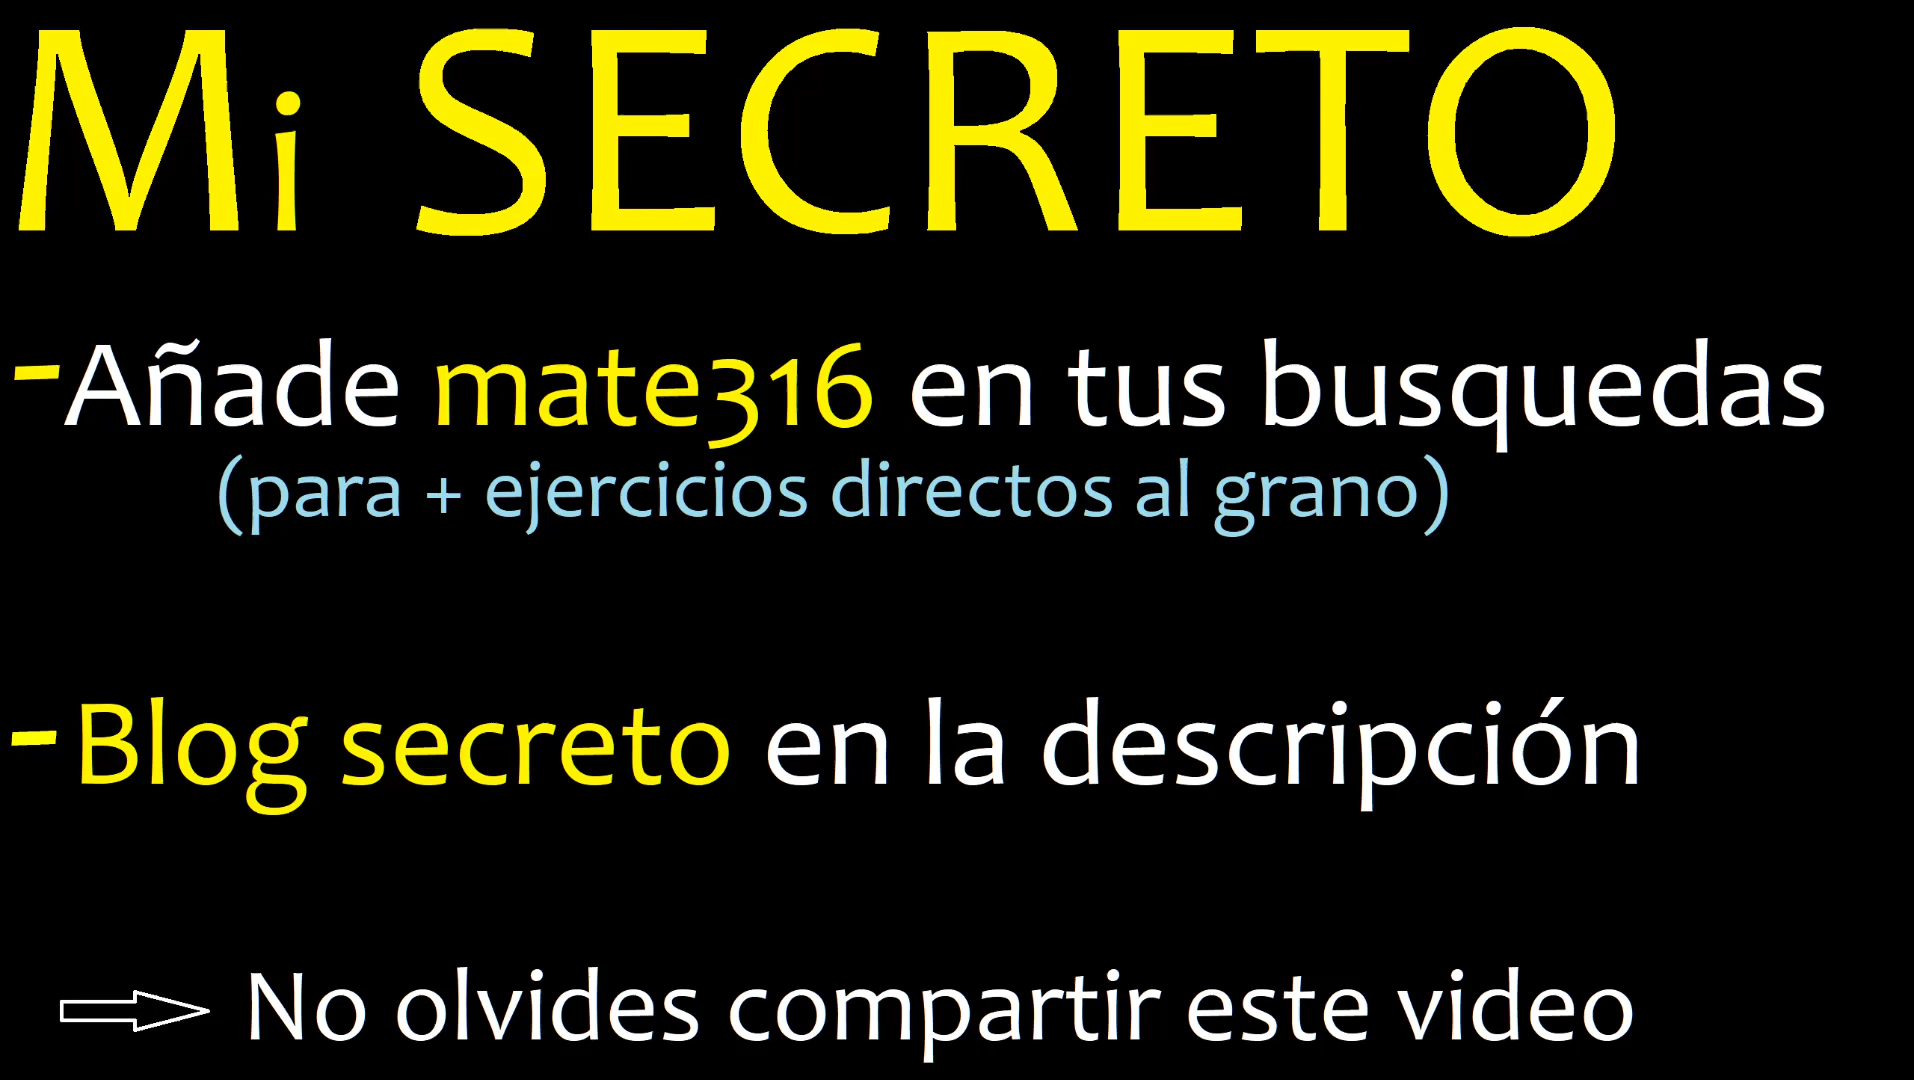 Mi SECRETO
-Añade mate316 en tus busquedas
(para + ejercicios directos al grano)
-Blog secreto en la descripción
No olvides compartir este video